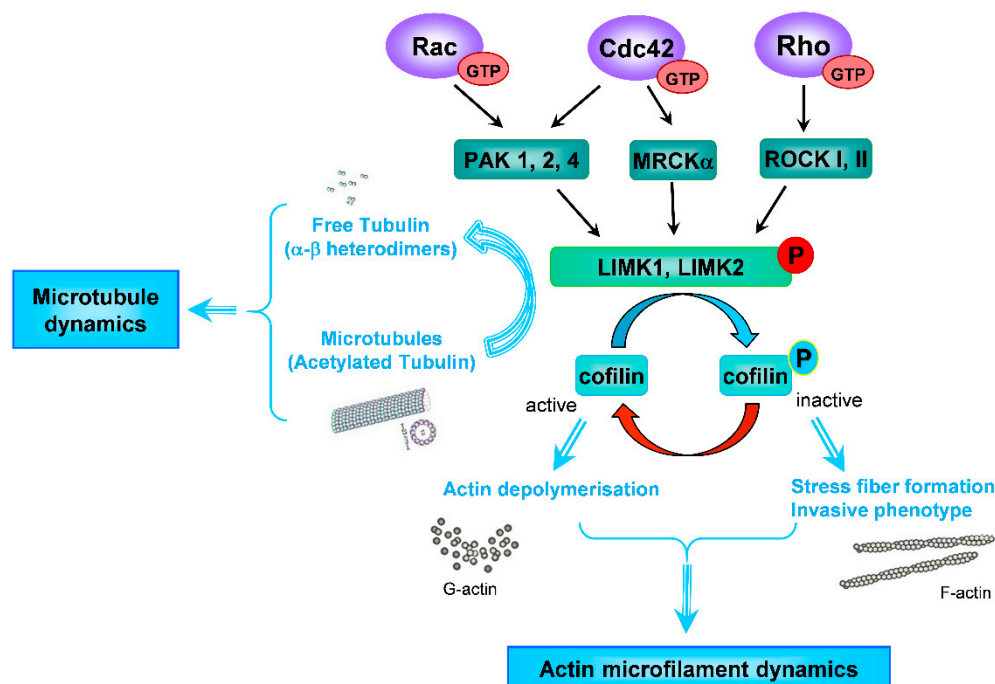 Rac
GTP
Cdc42
GTP
Rho
GTP
PAK 1, 2, 4
MRCKα
ROCK I, II
LIMK1, LIMK2
P
Free Tubulin
(α-β heterodimers)
Microtubule
dynamics
Microtubules
(Acetylated Tubulin)
cofilin
active
cofilin
P
inactive
Actin depolymerisation
G-actin
Stress fiber formation
Invasive phenotype
F-actin
Actin microfilament dynamics